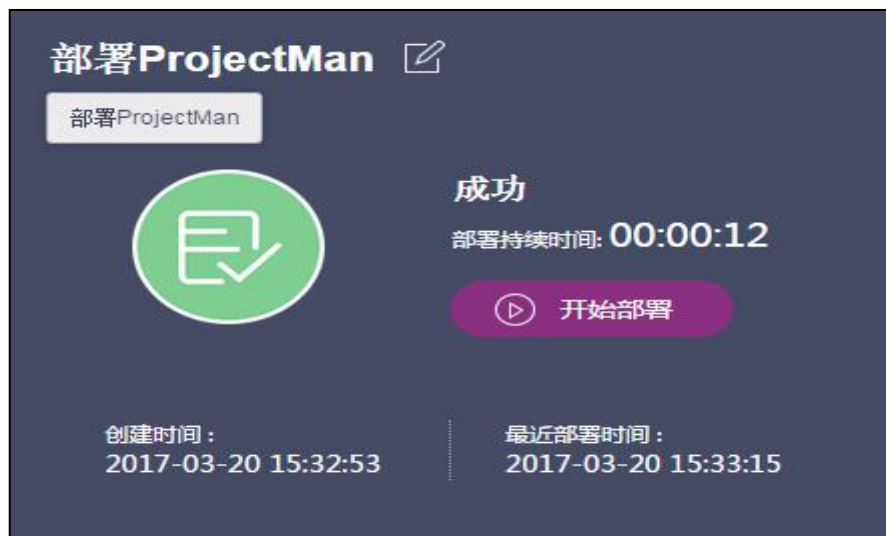 部署ProjectMan
部署ProjectMan
成功
部署持续时间: 00:00:12
开始部署
创建时间：
2017-03-20 15:32:53
最近部署时间：
2017-03-20 15:33:15